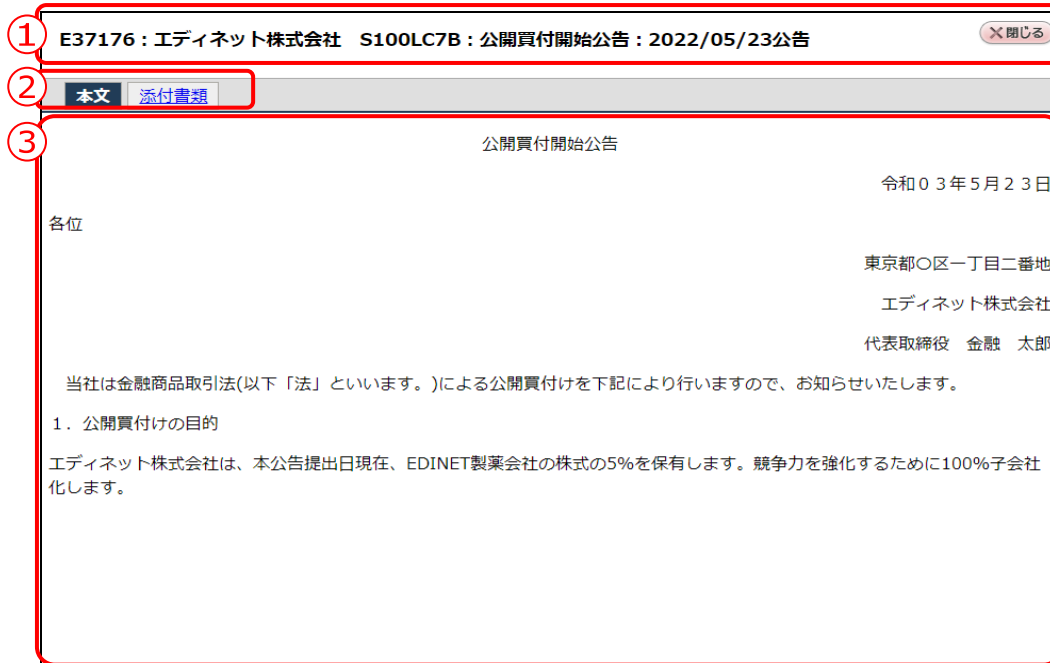 ① E37176：エディネット株式会社　S100LC7B：公開買付開始公告：2022/05/23公告 ×閉じる
② 本文 添付書類
③ 公開買付開始公告
令和０３年５月２３日
各位
東京都〇区一丁目二番地
エディネット株式会社
代表取締役　金融　太郎
　当社は金融商品取引法(以下「法」といいます。)による公開買付けを下記により行いますので、お知らせいたします。
１．公開買付けの目的
エディネット株式会社は、本公告提出日現在、EDINET製薬会社の株式の5%を保有します。競争力を強化するために100%子会社
化します。